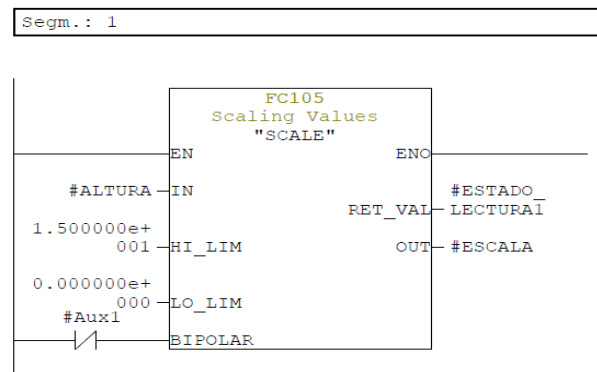 Segm.: 1
FC105
Scaling Values
"SCALE"
EN ENO
#ALTURA IN
#ESTADO_
RET_VAL LECTURA1
1.500000e+
001 HI_LIM OUT #ESCALA
0.000000e+
000 LO_LIM
#Aux1
BIPOLAR